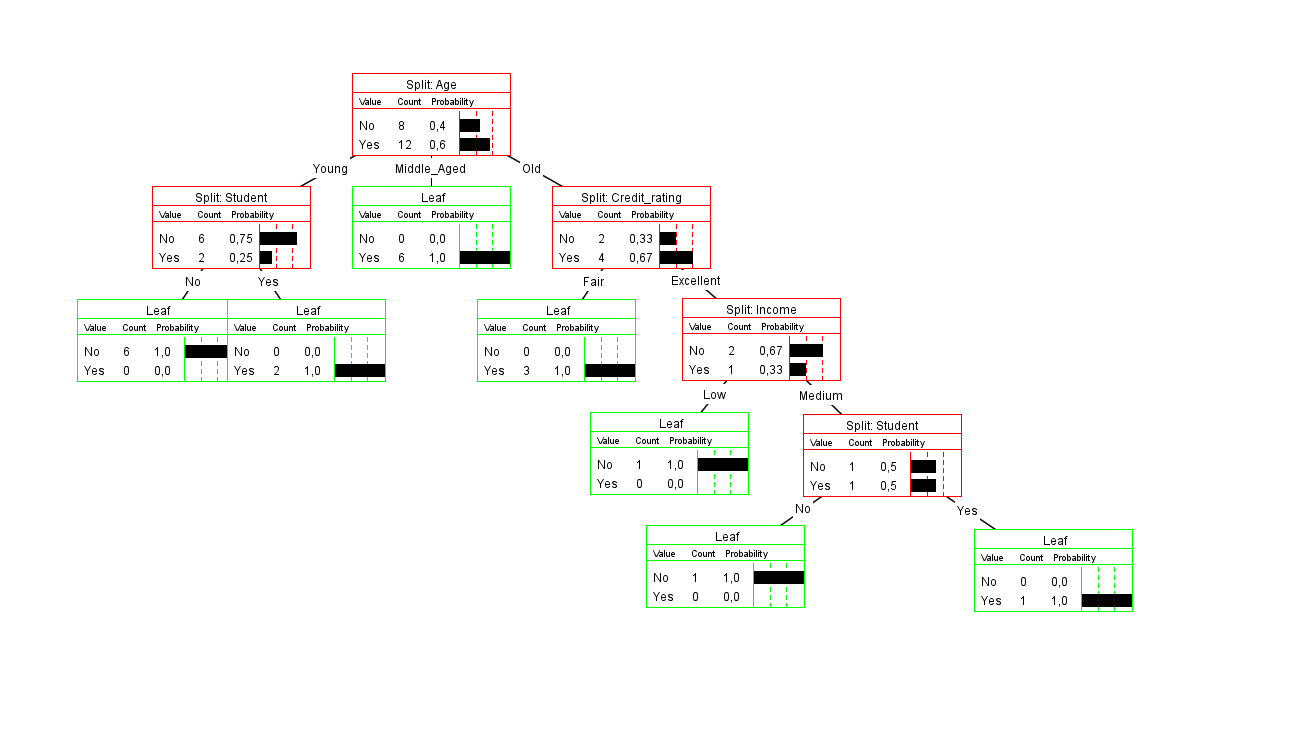 Split: Age
Value Count Probability
No 8 0,4
Yes 12 0,6
Young Middle_Aged Old
Split: Student
Value Count Probability
No 6 0,75
Yes 2 0,25
Leaf
Value Count Probability
No 0 0,0
Yes 6 1,0
Split: Credit_rating
Value Count Probability
No 2 0,33
Yes 4 0,67
No Yes
Fair Excellent
Leaf
Value Count Probability
No 6 1,0
Yes 0 0,0
Leaf
Value Count Probability
No 0 0,0
Yes 2 1,0
Leaf
Value Count Probability
No 0 0,0
Yes 3 1,0
Split: Income
Value Count Probability
No 2 0,67
Yes 1 0,33
Low Medium
Leaf
Value Count Probability
No 1 1,0
Yes 0 0,0
Split: Student
Value Count Probability
No 1 0,5
Yes 1 0,5
No Yes
Leaf
Value Count Probability
No 1 1,0
Yes 0 0,0
Leaf
Value Count Probability
No 0 0,0
Yes 1 1,0